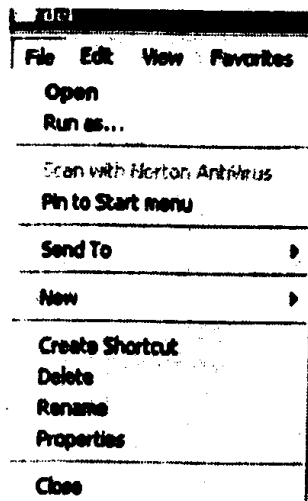 File Edit View Favorites
Open
Run as...
Scan with Norton AntiVirus
Pin to Start menu
Send To
New
Create Shortcut
Delete
Rename
Properties
Close